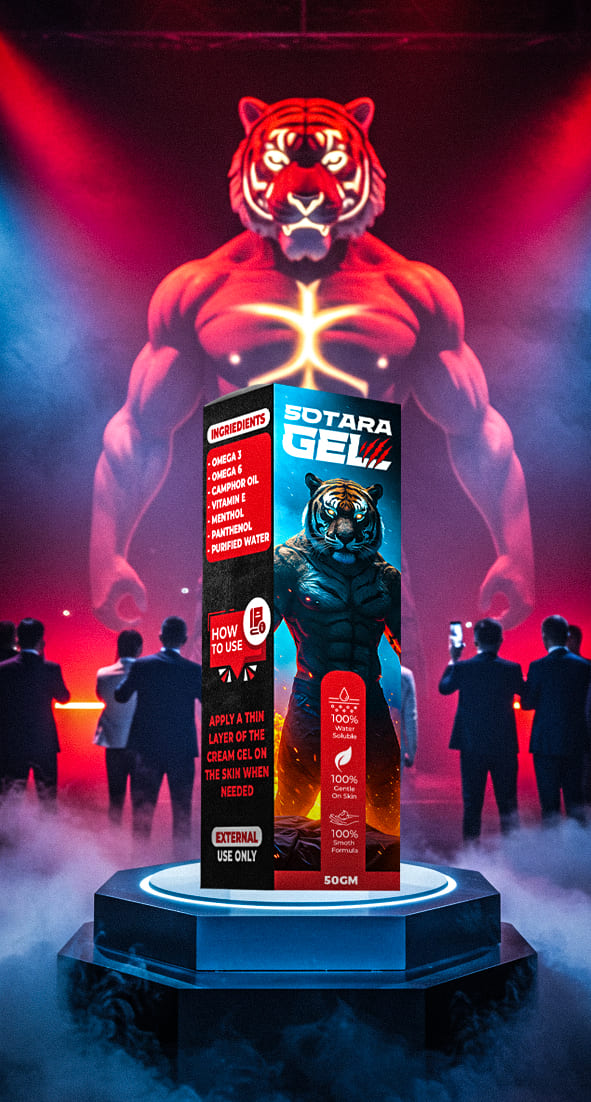 INGRIEDIENTS
- OMEGA 3
- OMEGA 6
- CAMPHOR OIL
- VITAMIN E
- MENTHOL
- PANTHENOL
- PURIFIED WATER
HOW
TO USE
APPLY A THIN
LAYER OF THE
CREAM GEL ON
THE SKIN WHEN
NEEDED
EXTERNAL
USE ONLY
SOTARA
GEL
100%
Water
Soluble
100%
Gentle
On Skin
100%
Smoth
Formula
50GM